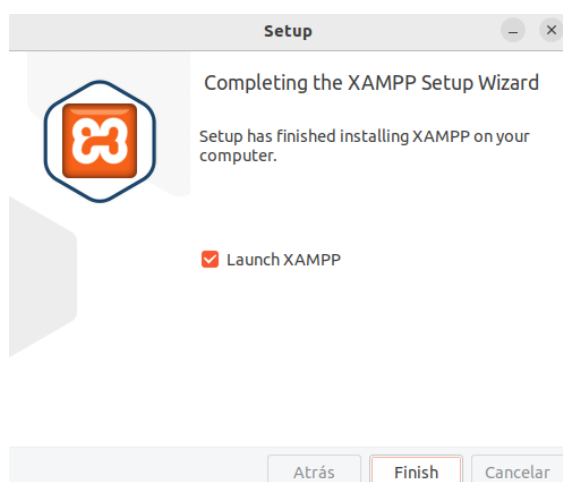 Setup
Completing the XAMPP Setup Wizard
Setup has finished installing XAMPP on your
computer.
Launch XAMPP
Atrás Finish Cancelar